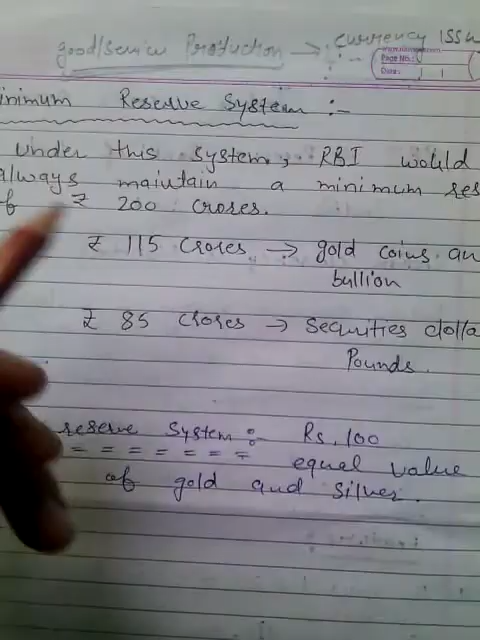 good/service Production → currency issu
Page No.:
Date:
inimum Reserve System :-
under this system, RBI would
always maintain a minimum res
of ₹ 200 crores.
₹ 115 crores → gold coins an
bullion
₹ 85 crores → securities dolla
Pounds.
reserve system :- Rs. 100
equal value
of gold and silver.